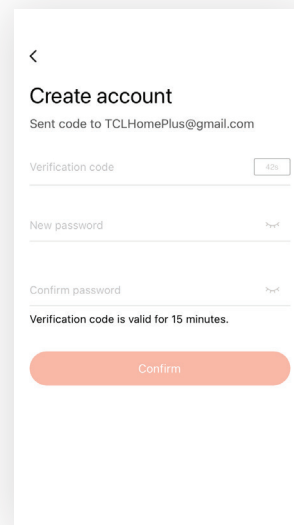 Create account
Sent code to TCLHomePlus@gmail.com
Verification code
42s
New password
Confirm password
Verification code is valid for 15 minutes.
Confirm